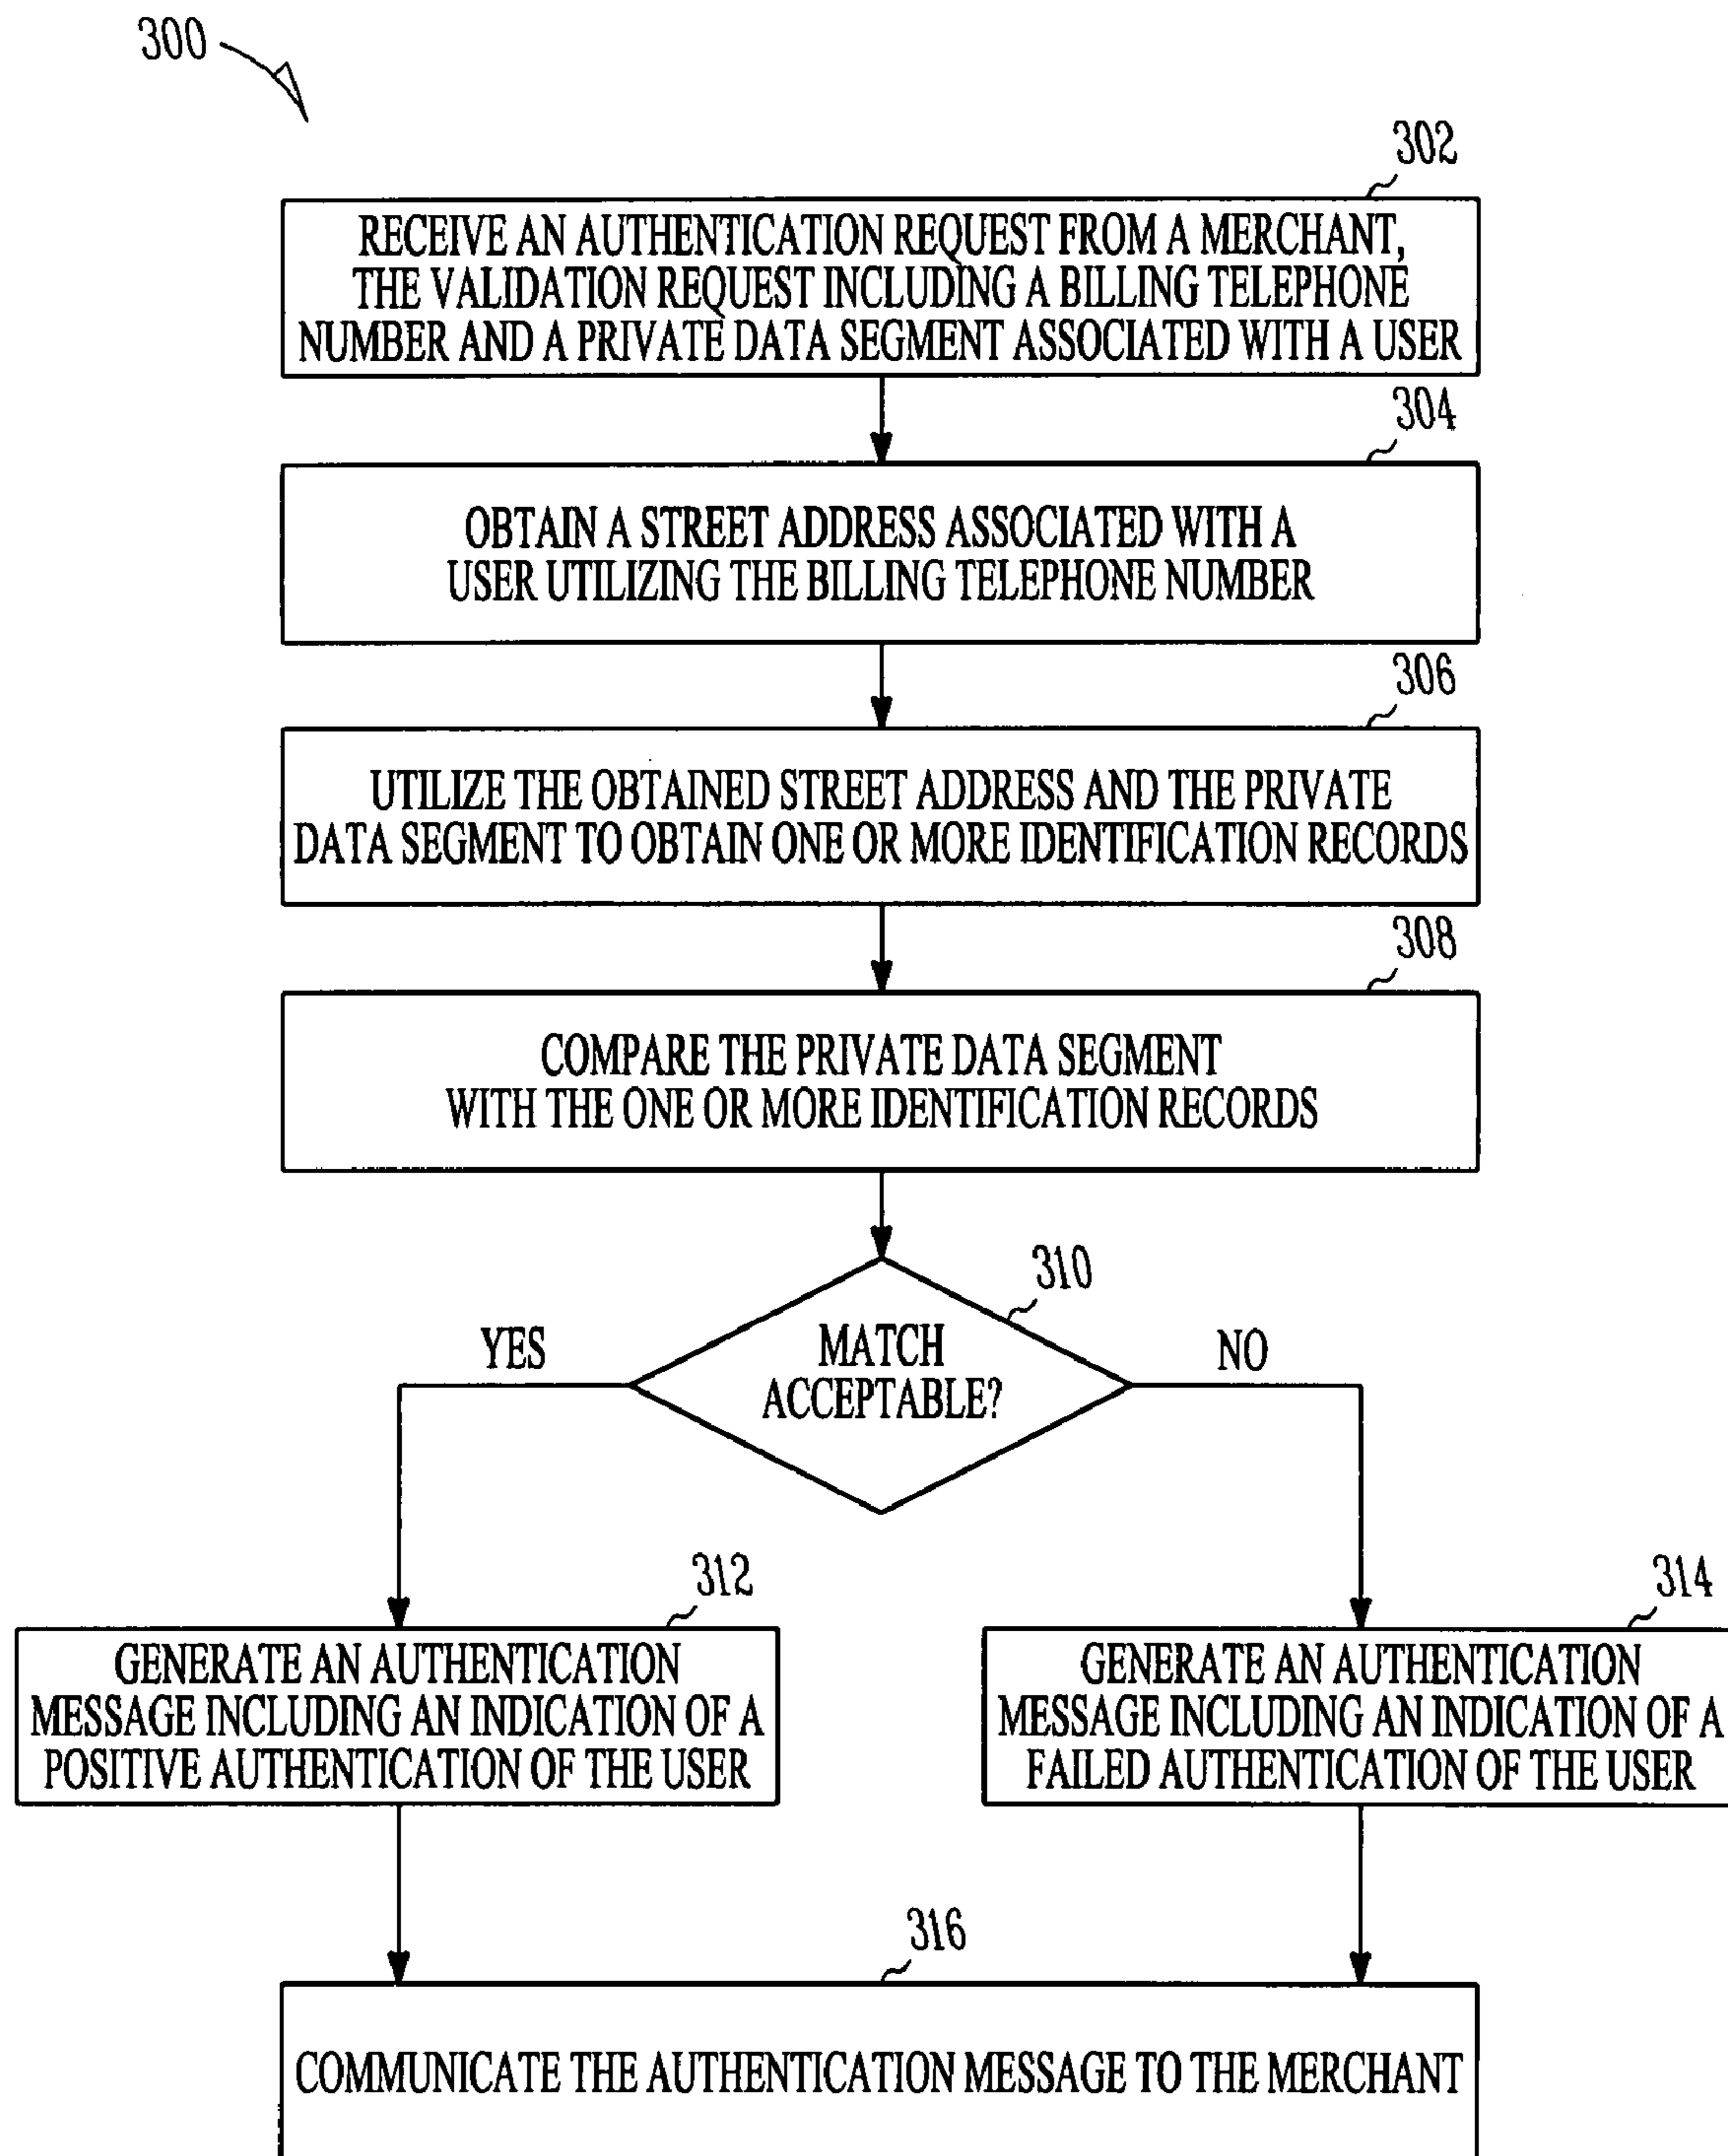 300
302
RECEIVE AN AUTHENTICATION REQUEST FROM A MERCHANT,
THE VALIDATION REQUEST INCLUDING A BILLING TELEPHONE
NUMBER AND A PRIVATE DATA SEGMENT ASSOCIATED WITH A USER
304
OBTAIN A STREET ADDRESS ASSOCIATED WITH A
USER UTILIZING THE BILLING TELEPHONE NUMBER
306
UTILIZE THE OBTAINED STREET ADDRESS AND THE PRIVATE
DATA SEGMENT TO OBTAIN ONE OR MORE IDENTIFICATION RECORDS
308
COMPARE THE PRIVATE DATA SEGMENT
WITH THE ONE OR MORE IDENTIFICATION RECORDS
310
YES
MATCH
ACCEPTABLE?
NO
312
GENERATE AN AUTHENTICATION
MESSAGE INCLUDING AN INDICATION OF A
POSITIVE AUTHENTICATION OF THE USER
314
GENERATE AN AUTHENTICATION
MESSAGE INCLUDING AN INDICATION OF A
FAILED AUTHENTICATION OF THE USER
316
COMMUNICATE THE AUTHENTICATION MESSAGE TO THE MERCHANT